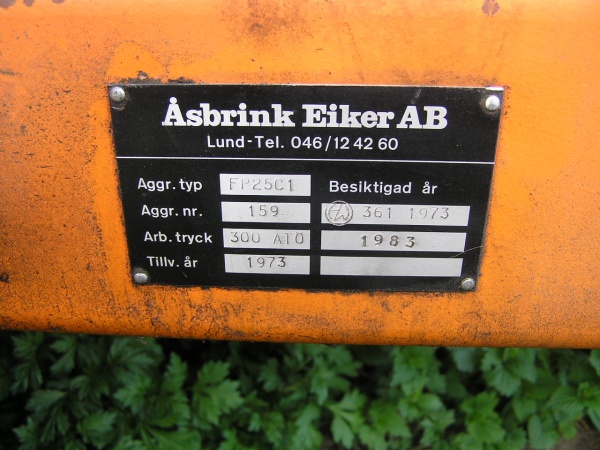 Åsbrink Eiker AB
Lund-Tel. 046/12 42 60
Aggr. typ FP25C1 Besiktigad år
Aggr. nr. 159 361 1973
Arb. tryck 300 ATO 1983
Tillv. år 1973